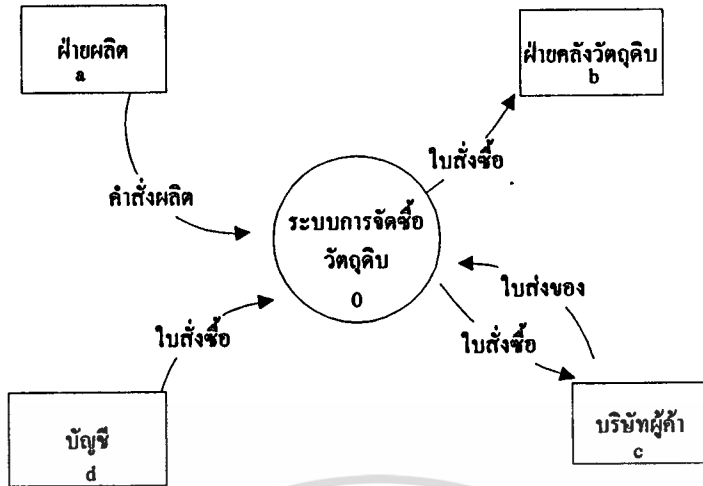 ฝ่ายผลิต
a
ฝ่ายคลังวัตถุดิบ
b
ใบสั่งซื้อ
คำสั่งผลิต
ระบบการจัดซื้อ
วัตถุดิบ
0
ใบส่งของ
ใบสั่งซื้อ
ใบสั่งซื้อ
บัญชี
d
บริษัทผู้ค้า
c